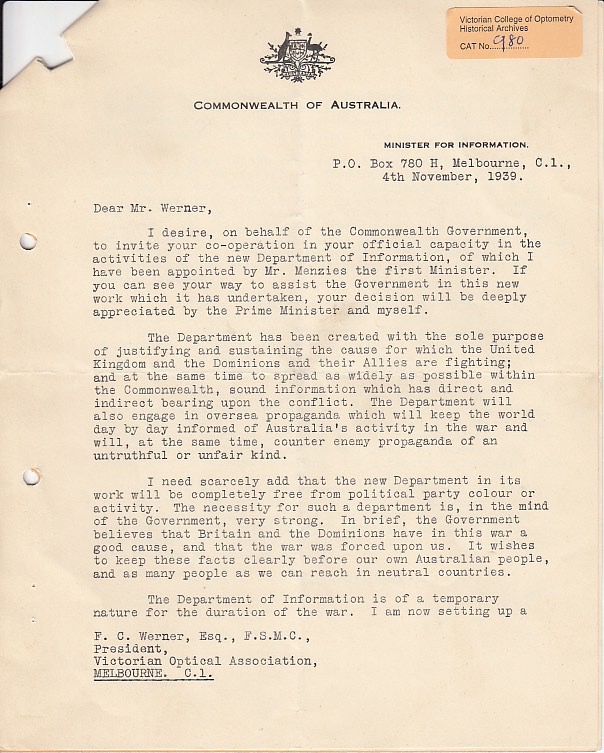 Victorian College of Optometry
Historical Archives
CAT No. 980
COMMONWEALTH OF AUSTRALIA.
MINISTER FOR INFORMATION.
P.O. Box 780 H, Melbourne, C.1.,
4th November, 1939.
Dear Mr. Werner,
I desire, on behalf of the Commonwealth Government,
to invite your co-operation in your official capacity in the
activities of the new Department of Information, of which I
have been appointed by Mr. Menzies the first Minister. If
you can see your way to assist the Government in this new
work which it has undertaken, your decision will be deeply
appreciated by the Prime Minister and myself.
The Department has been created with the sole purpose
of justifying and sustaining the cause for which the United
Kingdom and the Dominions and their Allies are fighting;
and at the same time to spread as widely as possible within
the Commonwealth, sound information which has direct and
indirect bearing upon the conflict. The Department will
also engage in oversea propaganda which will keep the world
day by day informed of Australia's activity in the war and
will, at the same time, counter enemy propaganda of an
untruthful or unfair kind.
I need scarcely add that the new Department in its
work will be completely free from political party colour or
activity. The necessity for such a department is, in the mind
of the Government, very strong. In brief, the Government
believes that Britain and the Dominions have in this war a
good cause, and that the war was forced upon us. It wishes
to keep these facts clearly before our own Australian people,
and as many people as we can reach in neutral countries.
The Department of Information is of a temporary
nature for the duration of the war. I am now setting up a
F. C. Werner, Esq., F.S.M.C.,
President,
Victorian Optical Association,
MELBOURNE. C.1.